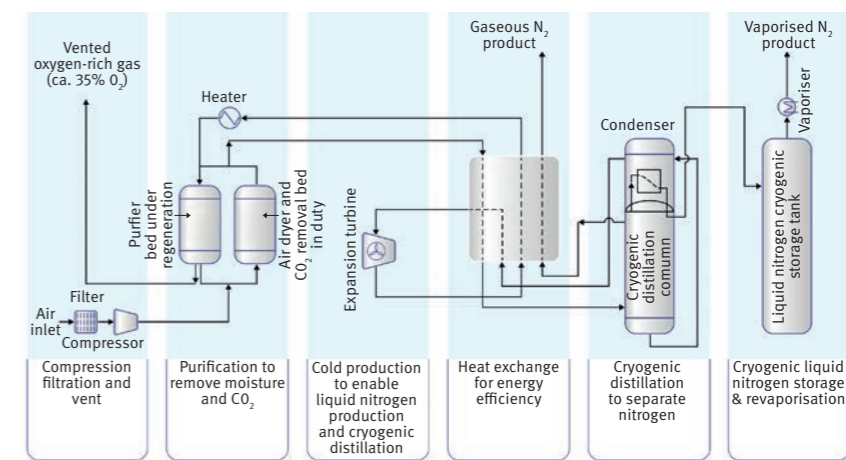 Vented
oxygen-rich gas
(ca. 35% O₂)
Heater
Gaseous N₂
product
Condenser
Vaporised N₂
product
Vaporiser
Purfier
bed under
regeneration
Air dryer and
CO₂ removal bed
in duty
Expansion turbine
Cryogenic
distillation
comumn
Liquid nitrogen cryogenic
storage tank
Filter
Air
inlet
Compressor
Compression
filtration and
vent
Purification to
remove moisture
and CO₂
Cold production
to enable
liquid nitrogen
production
and cryogenic
distillation
Heat exchange
for energy
efficiency
Cryogenic
distillation
to separate
nitrogen
Cryogenic liquid
nitrogen storage
& revaporisation